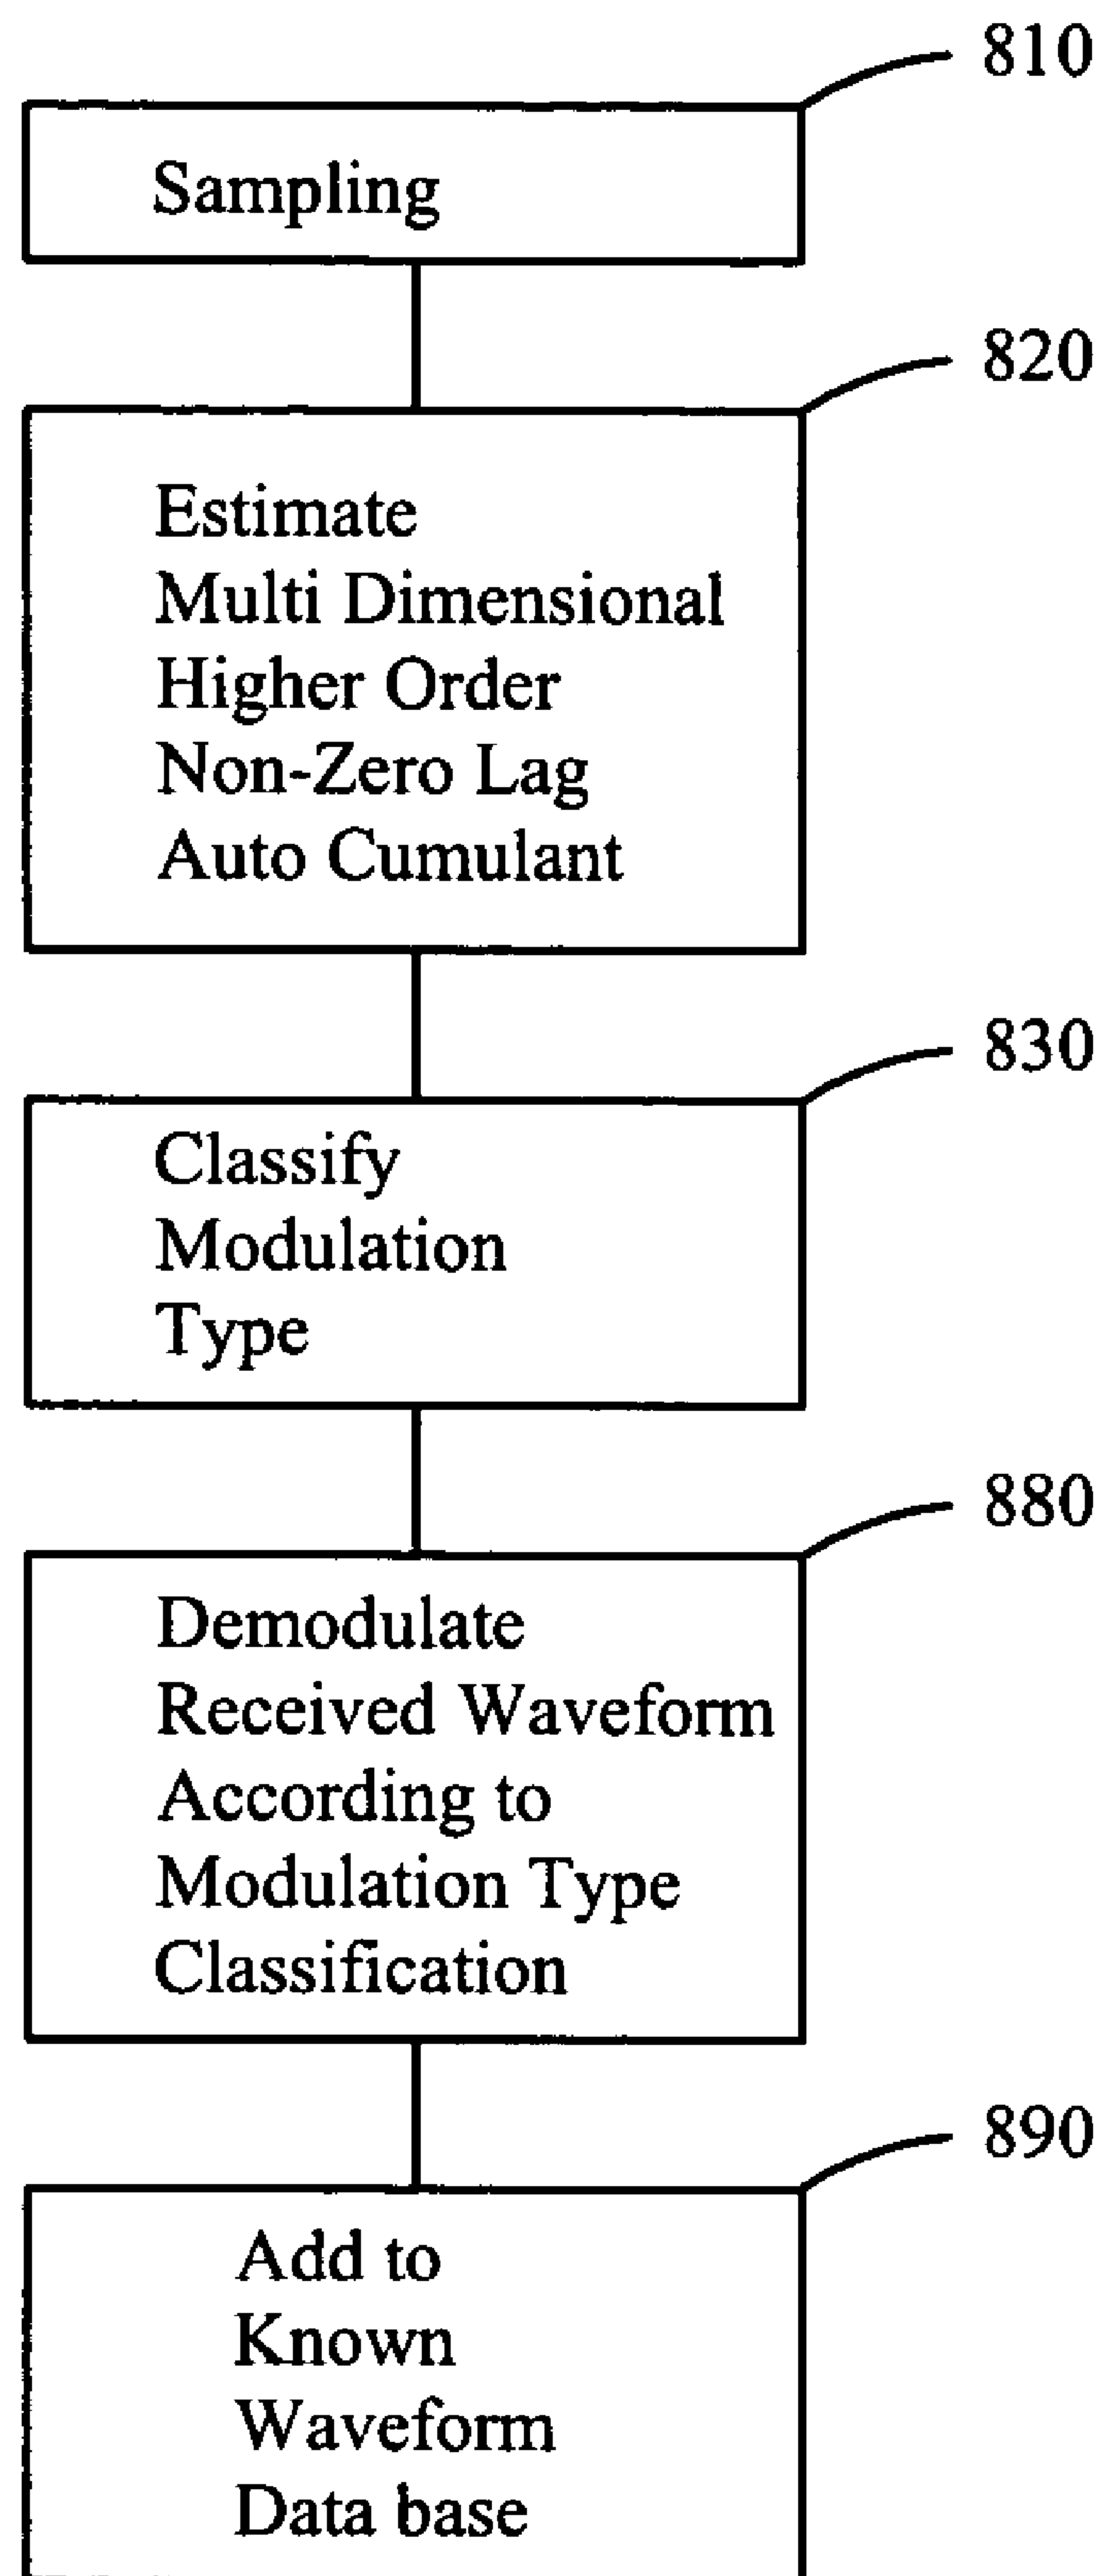 810
Sampling
820
Estimate
Multi Dimensional
Higher Order
Non-Zero Lag
Auto Cumulant
830
Classify
Modulation
Type
880
Demodulate
Received Waveform
According to
Modulation Type
Classification
890
Add to
Known
Waveform
Data base